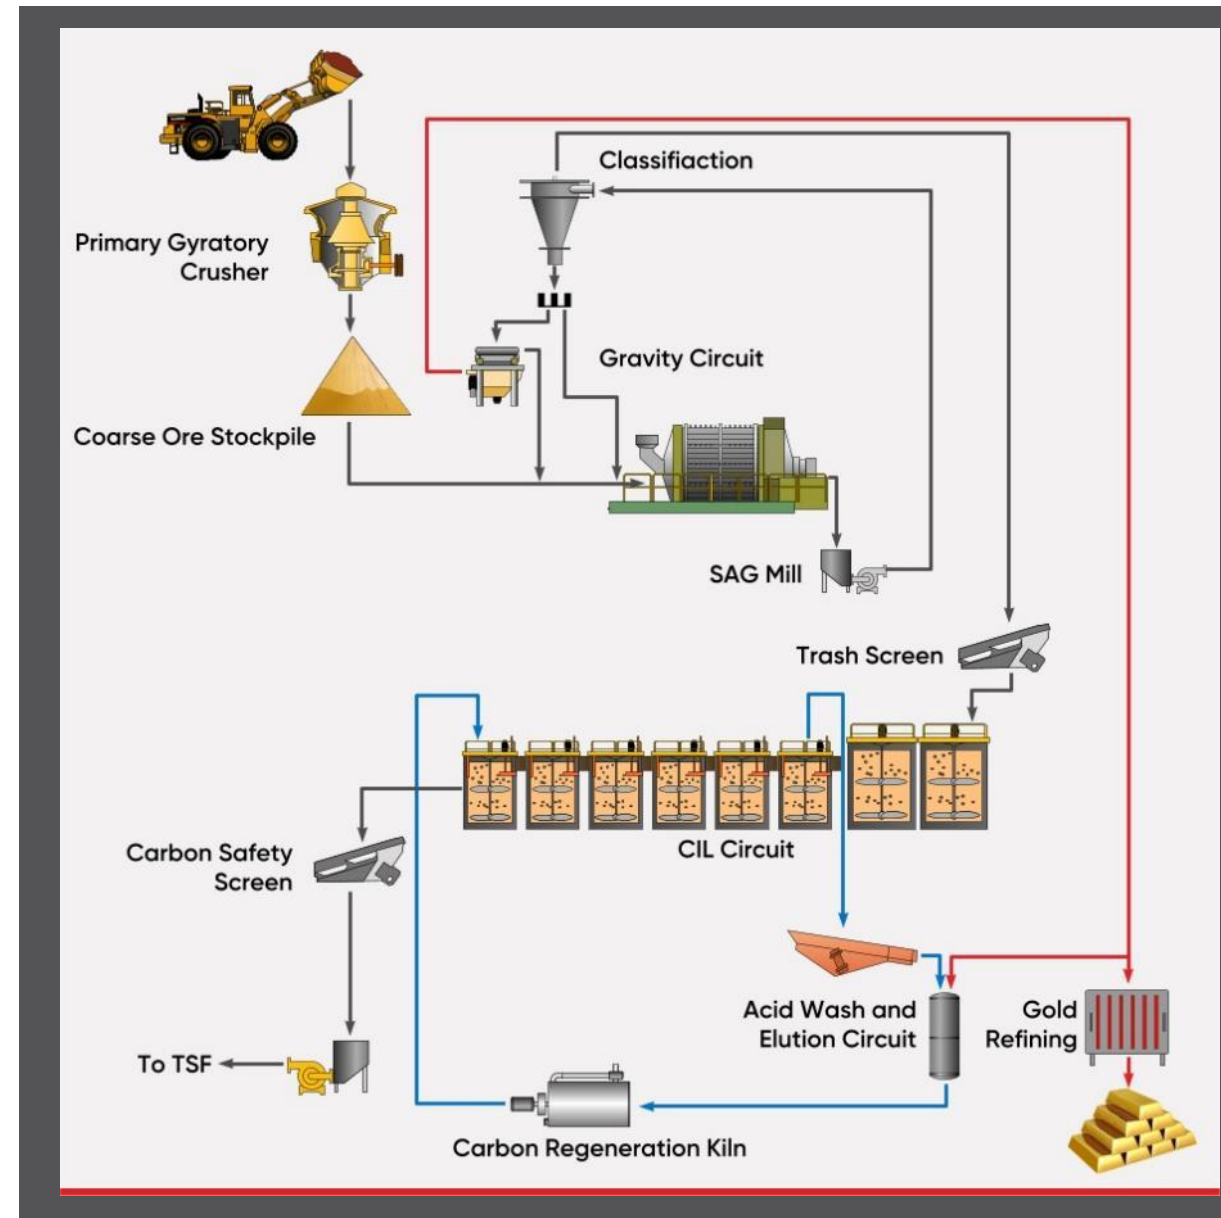 Classifiaction
Primary Gyratory
Crusher
Gravity Circuit
Coarse Ore Stockpile
SAG Mill
Trash Screen
CIL Circuit
Carbon Safety
Screen
Acid Wash and
Elution Circuit
Gold
Refining
To TSF
Carbon Regeneration Kiln